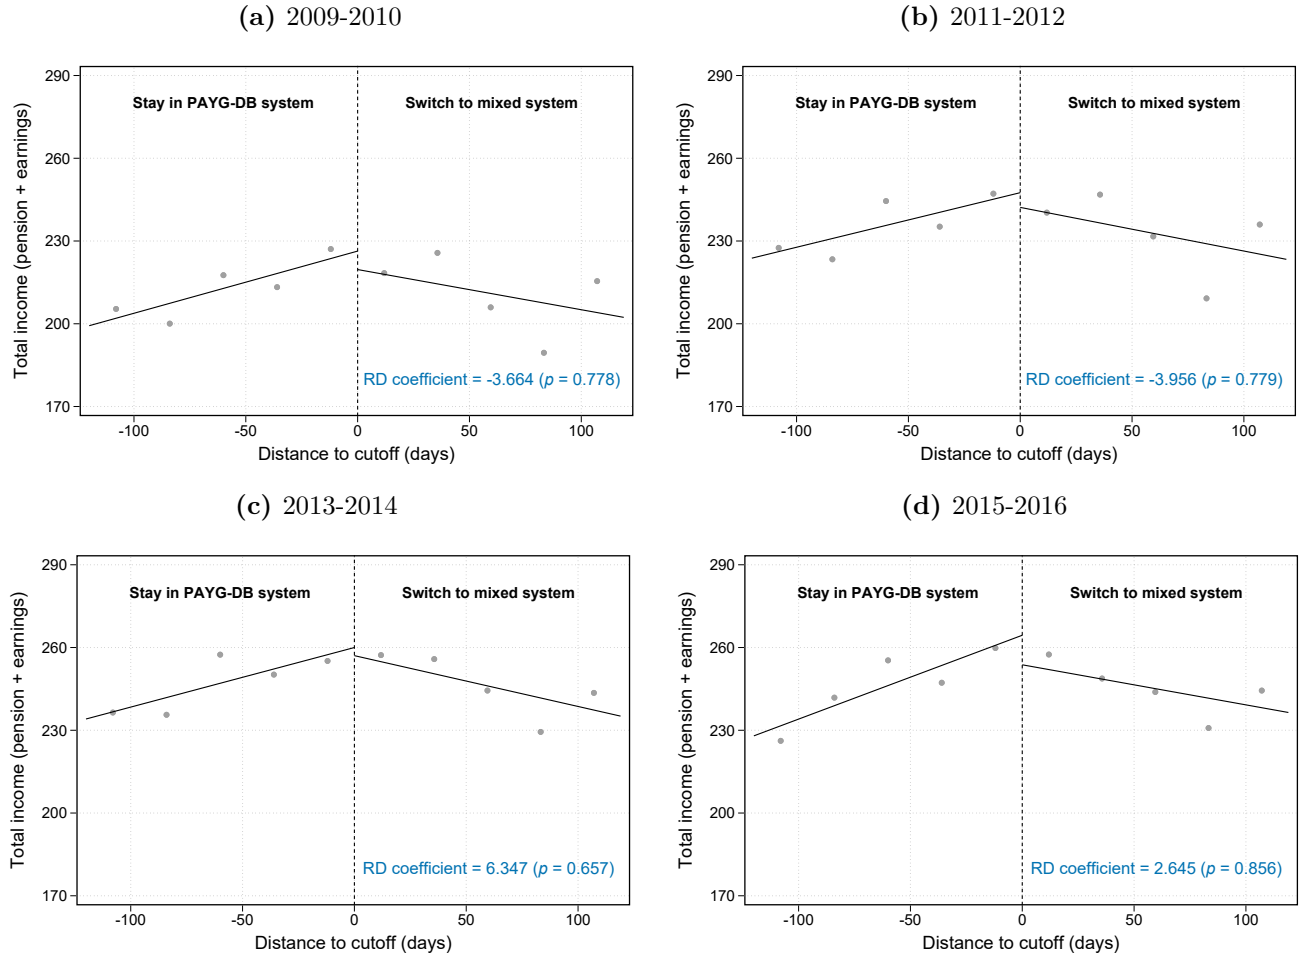 (a) 2009-2010
Total income (pension + earnings)
290
260
230
200
170
Stay in PAYG-DB system
Switch to mixed system
RD coefficient = -3.664 (p = 0.778)
-100 -50 0 50 100
Distance to cutoff (days)
(b) 2011-2012
Total income (pension + earnings)
290
260
230
200
170
Stay in PAYG-DB system
Switch to mixed system
RD coefficient = -3.956 (p = 0.779)
-100 -50 0 50 100
Distance to cutoff (days)
(c) 2013-2014
Total income (pension + earnings)
290
260
230
200
170
Stay in PAYG-DB system
Switch to mixed system
RD coefficient = 6.347 (p = 0.657)
-100 -50 0 50 100
Distance to cutoff (days)
(d) 2015-2016
Total income (pension + earnings)
290
260
230
200
170
Stay in PAYG-DB system
Switch to mixed system
RD coefficient = 2.645 (p = 0.856)
-100 -50 0 50 100
Distance to cutoff (days)